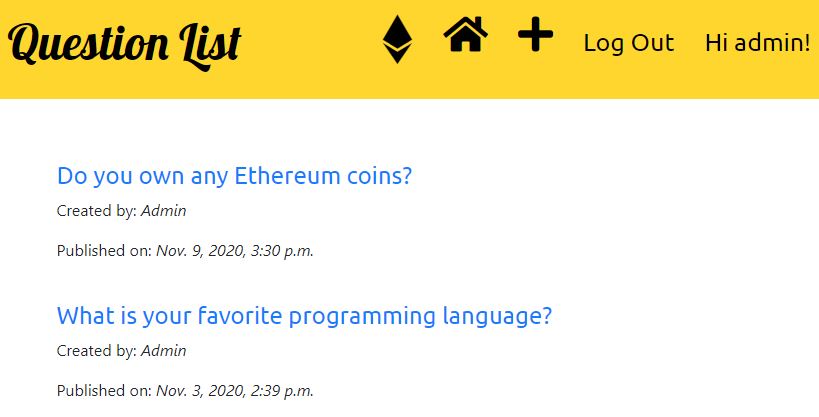 Question List
Log Out
Hi admin!
Do you own any Ethereum coins?
Created by: Admin
Published on: Nov. 9, 2020, 3:30 p.m.
What is your favorite programming language?
Created by: Admin
Published on: Nov. 3, 2020, 2:39 p.m.